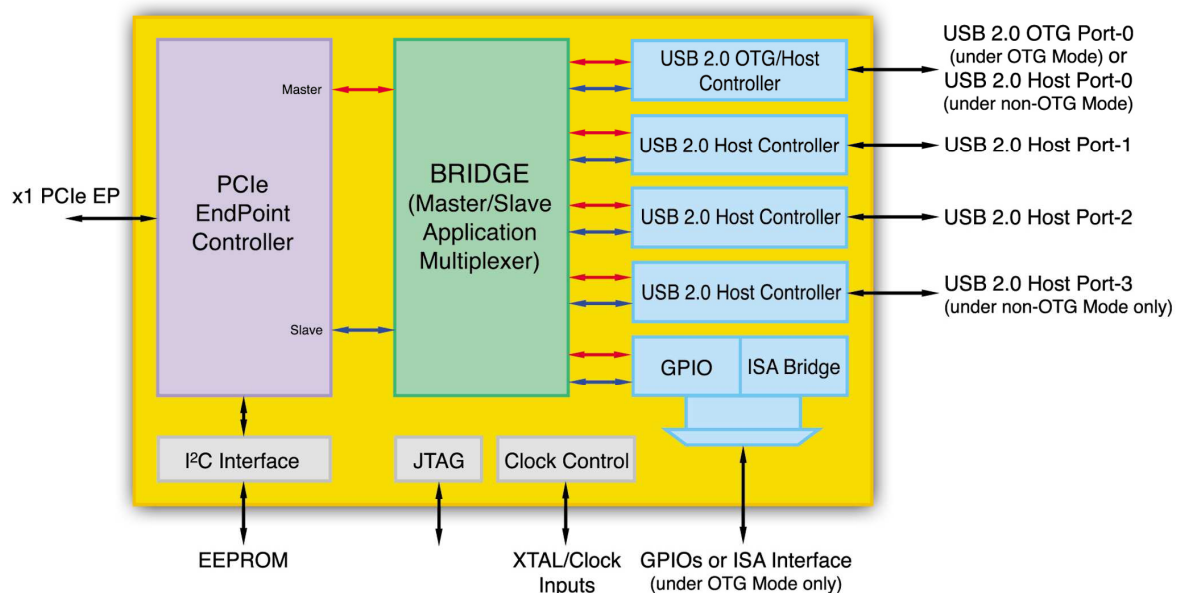 x1 PCIe EP
PCIe
EndPoint
Controller
Master
Slave
BRIDGE
(Master/Slave
Application
Multiplexer)
USB 2.0 OTG/Host
Controller
USB 2.0 Host Controller
USB 2.0 Host Controller
USB 2.0 Host Controller
GPIO
ISA Bridge
USB 2.0 OTG Port-0
(under OTG Mode) or
USB 2.0 Host Port-0
(under non-OTG Mode)
USB 2.0 Host Port-1
USB 2.0 Host Port-2
USB 2.0 Host Port-3
(under non-OTG Mode only)
I²C Interface
JTAG
Clock Control
EEPROM
XTAL/Clock
Inputs
GPIOs or ISA Interface
(under OTG Mode only)